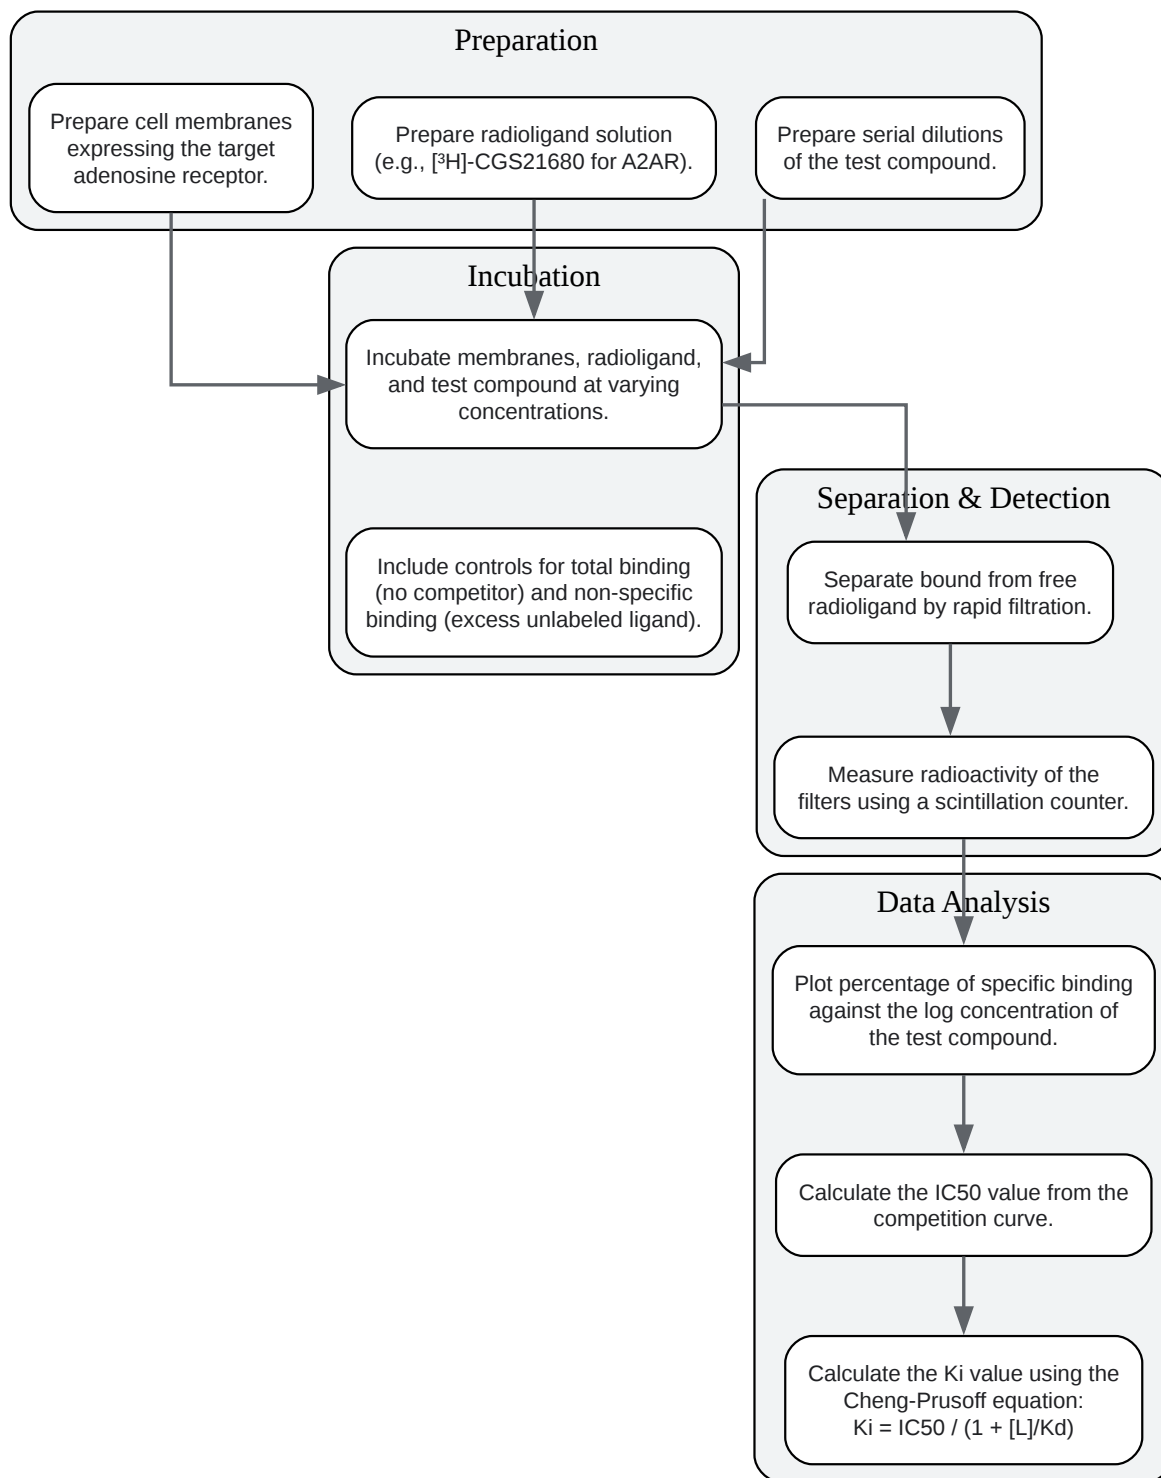 Preparation
Prepare cell membranes
expressing the target
adenosine receptor.
Prepare radioligand solution
(e.g., [³H]-CGS21680 for A2AR).
Prepare serial dilutions
of the test compound.
Incubation
Incubate membranes, radioligand,
and test compound at varying
concentrations.
Include controls for total binding
(no competitor) and non-specific
binding (excess unlabeled ligand).
Separation & Detection
Separate bound from free
radioligand by rapid filtration.
Measure radioactivity of the
filters using a scintillation counter.
Data Analysis
Plot percentage of specific binding
against the log concentration of
the test compound.
Calculate the IC50 value from the
competition curve.
Calculate the Ki value using the
Cheng-Prusoff equation:
Ki = IC50 / (1 + [L]/Kd)